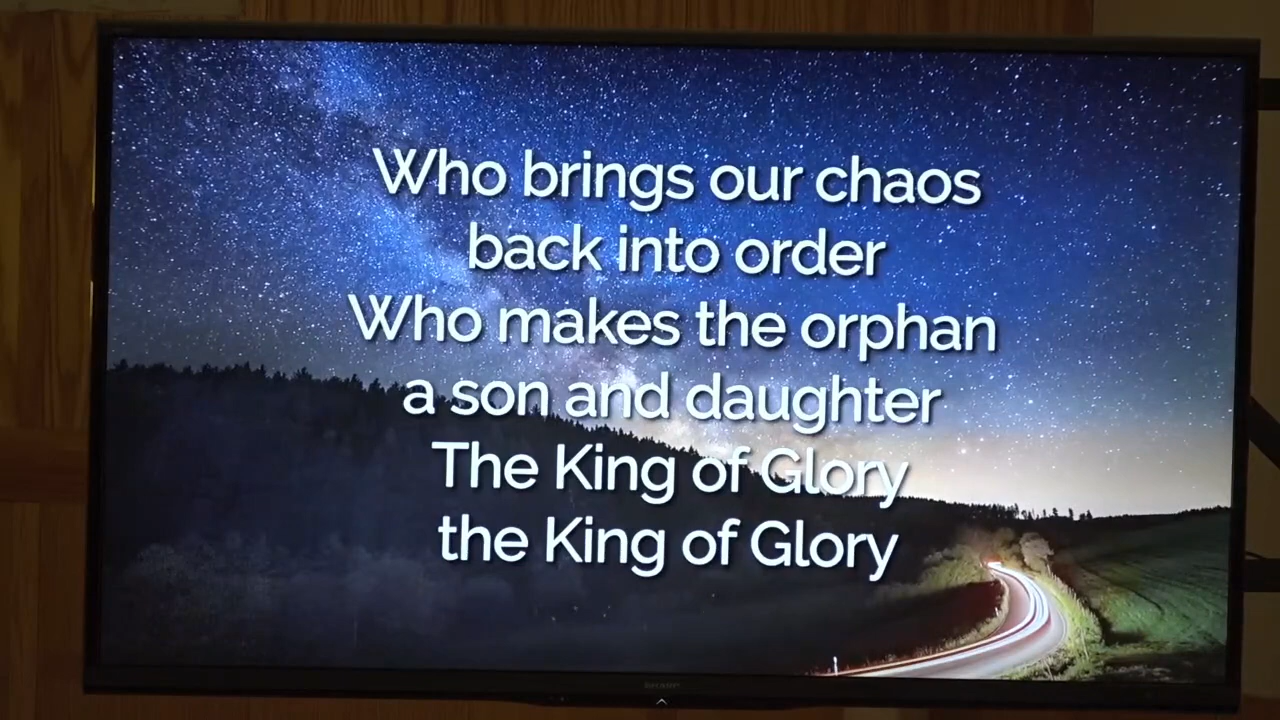 Who brings our chaos
back into order
Who makes the orphan
a son and daughter
The King of Glory
the King of Glory
SHARP